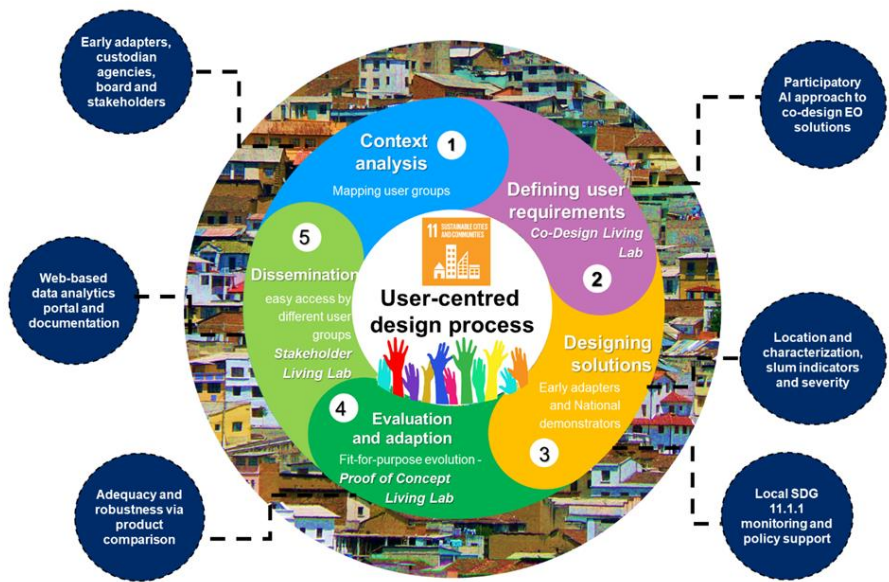 Early adapters,
custodian
agencies,
board and
stakeholders
Participatory
AI approach to
co-design EO
solutions
Context
analysis
1
Mapping user groups
Defining user
requirements
Co-Design Living
Lab
2
5
Dissemination
easy access by
different user
groups
Stakeholder
Living Lab
11 SUSTAINABLE CITIES
AND COMMUNITIES
User-centred
design process
Web-based
data analytics
portal and
documentation
Designing
solutions
Early adapters
and National
demonstrators
3
Location and
characterization,
slum indicators
and severity
4
Evaluation
and adaption
Fit-for-purpose evolution -
Proof of Concept
Living Lab
Adequacy and
robustness via
product
comparison
Local SDG
11.1.1
monitoring and
policy support